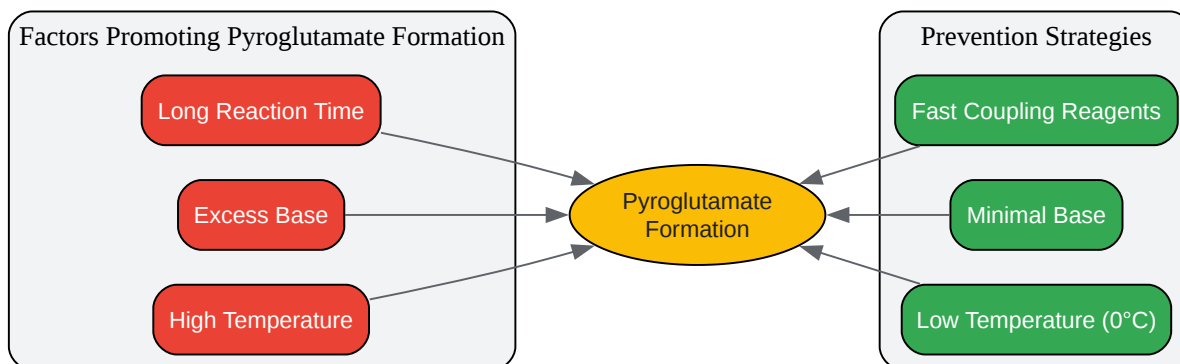 Factors Promoting Pyroglutamate Formation
Long Reaction Time
Excess Base
High Temperature
Pyroglutamate
Formation
Prevention Strategies
Fast Coupling Reagents
Minimal Base
Low Temperature (0°C)